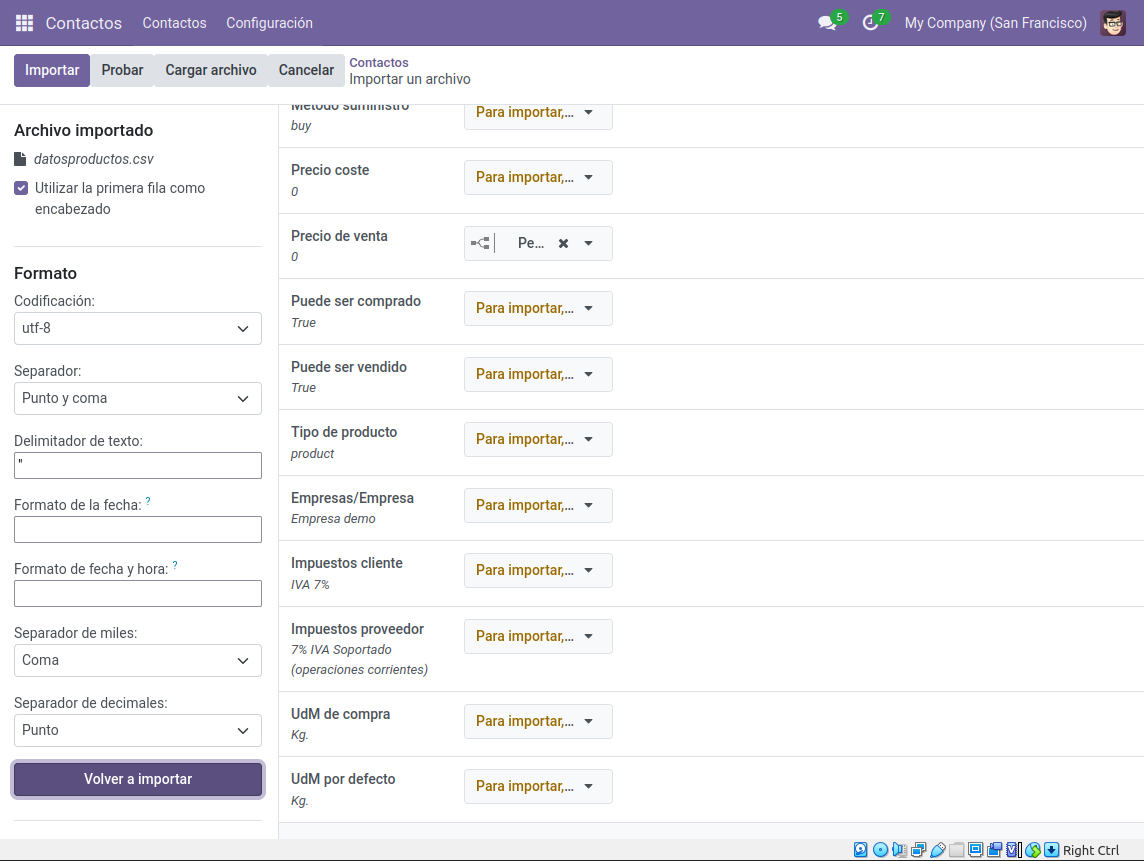 Contactos Contactos Configuración 5 7 My Company (San Francisco)
Importar Probar Cargar archivo Cancelar
Contactos
Importar un archivo
Archivo importado
datosproductos.csv
Utilizar la primera fila como
encabezado
Formato
Codificación:
utf-8
Separador:
Punto y coma
Delimitador de texto:
"
Formato de la fecha: ?
Formato de fecha y hora: ?
Separador de miles:
Coma
Separador de decimales:
Punto
Volver a importar
Método suministro
buy
Para importar,...
Precio coste
0
Para importar,...
Precio de venta
0
Pe...
Puede ser comprado
True
Para importar,...
Puede ser vendido
True
Para importar,...
Tipo de producto
product
Para importar,...
Empresas/Empresa
Empresa demo
Para importar,...
Impuestos cliente
IVA 7%
Para importar,...
Impuestos proveedor
7% IVA Soportado
(operaciones corrientes)
Para importar,...
UdM de compra
Kg.
Para importar,...
UdM por defecto
Kg.
Para importar,...
Right Ctrl